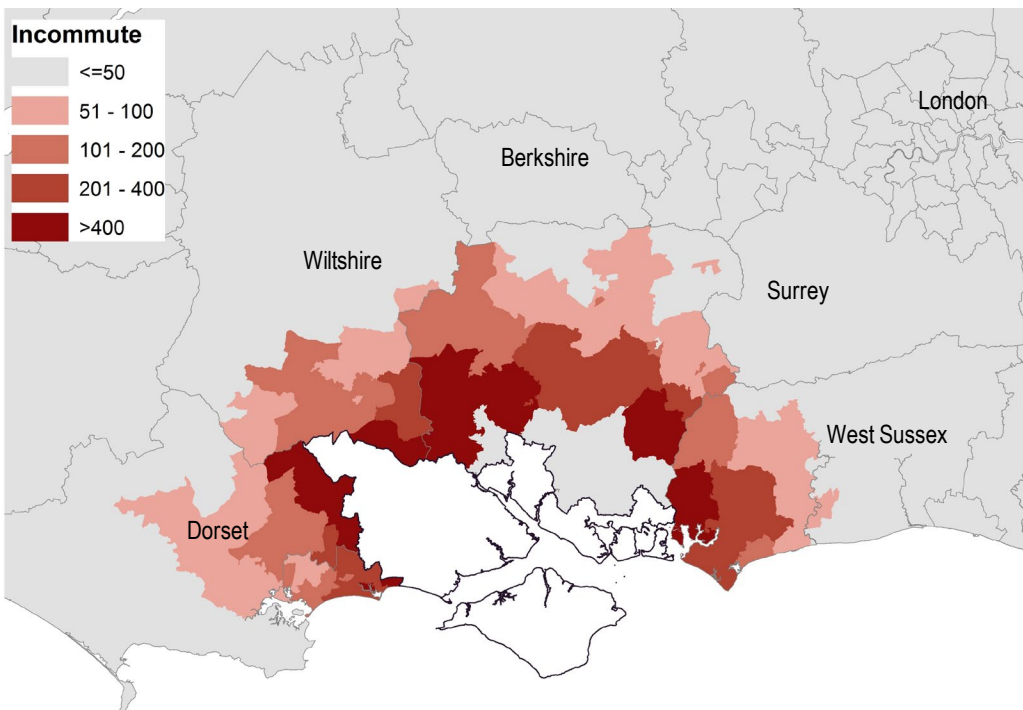 Incommute
<=50
51 - 100
101 - 200
201 - 400
>400
London
Berkshire
Wiltshire
Surrey
West Sussex
Dorset